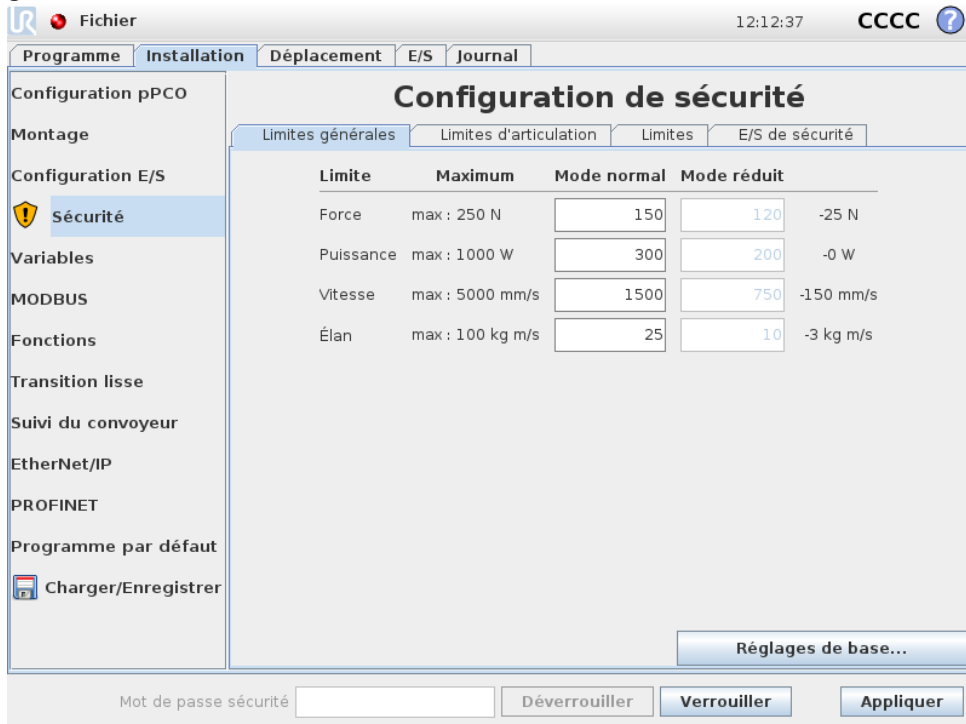 UR Fichier 12:12:37 CCCC ?
Programme Installation Déplacement E/S Journal
Configuration pPCO
Montage
Configuration E/S
Sécurité
Variables
MODBUS
Fonctions
Transition lisse
Suivi du convoyeur
EtherNet/IP
PROFINET
Programme par défaut
Charger/Enregistrer
Configuration de sécurité
Limites générales Limites d'articulation Limites E/S de sécurité
Limite Maximum Mode normal Mode réduit
Force max : 250 N 150 120 -25 N
Puissance max : 1000 W 300 200 -0 W
Vitesse max : 5000 mm/s 1500 750 -150 mm/s
Élan max : 100 kg m/s 25 10 -3 kg m/s
Réglages de base...
Mot de passe sécurité Déverrouiller Verrouiller Appliquer